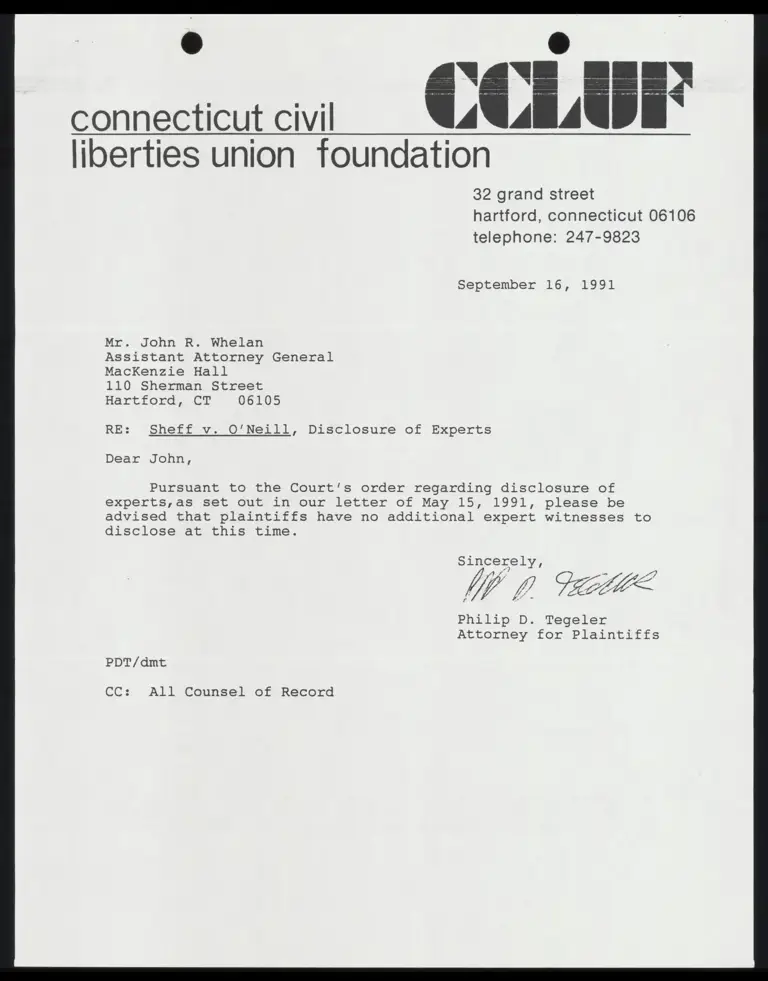 CCLUF
connecticut civil
liberties union foundation
32 grand street
hartford, connecticut 06106
telephone: 247-9823
September 16, 1991
Mr. John R. Whelan
Assistant Attorney General
MacKenzie Hall
110 Sherman Street
Hartford, CT 06105
RE: Sheff v. O'Neill, Disclosure of Experts
Dear John,
Pursuant to the Court's order regarding disclosure of
experts,as set out in our letter of May 15, 1991, please be
advised that plaintiffs have no additional expert witnesses to
disclose at this time.
Sincerely,
Philip D. Tegeler
Attorney for Plaintiffs
PDT/dmt
CC: All Counsel of Record